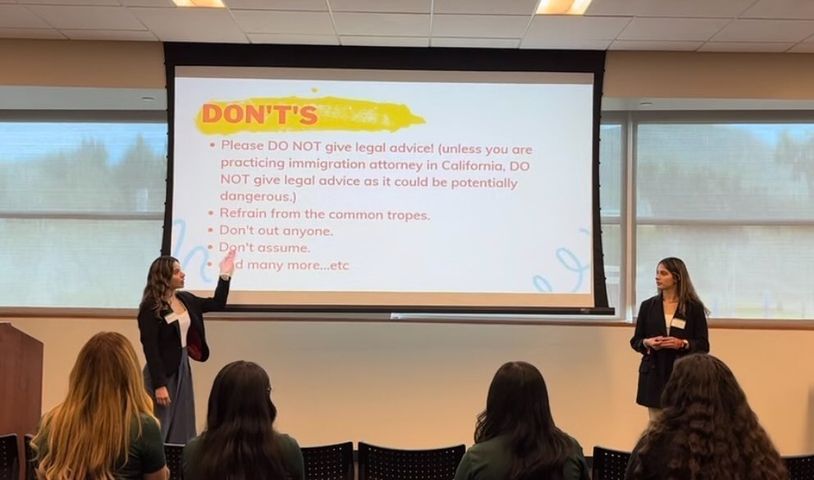 DON'T'S
• Please DO NOT give legal advice! (unless you are
practicing immigration attorney in California, DO
NOT give legal advice as it could be potentially
dangerous.)
• Refrain from the common tropes.
• Don't out anyone.
• Don't assume.
many more...etc